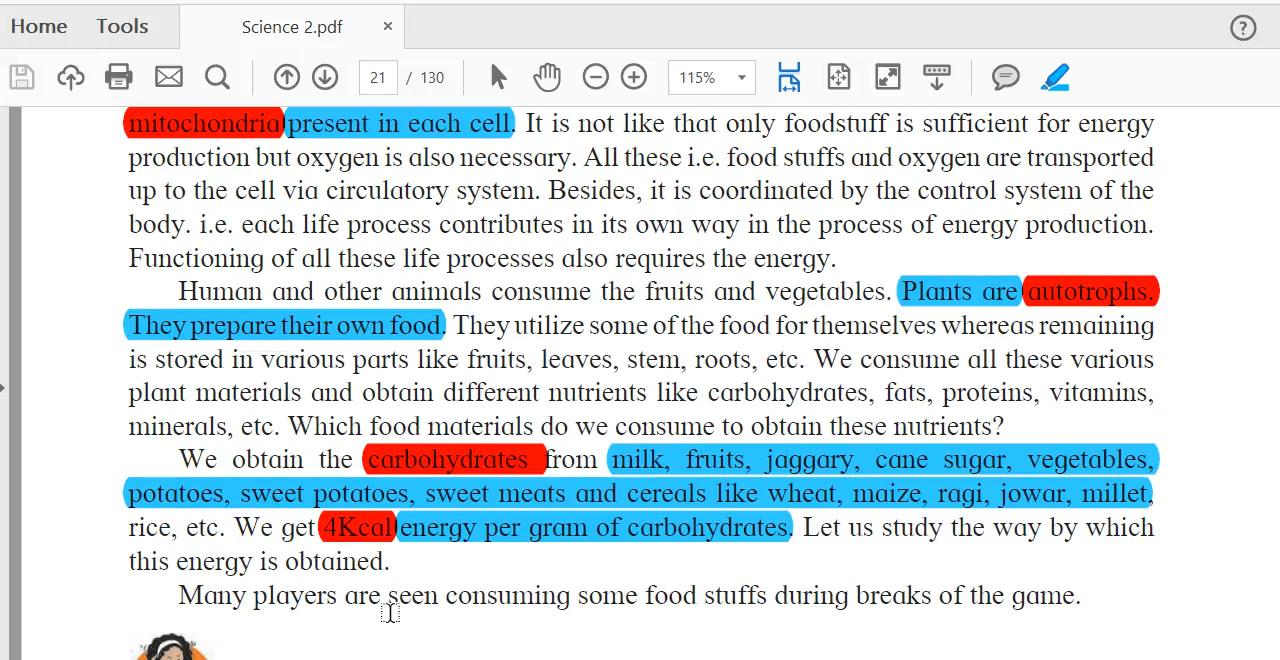 Home Tools Science 2.pdf ×
21 / 130 115%
mitochondria present in each cell. It is not like that only foodstuff is sufficient for energy
production but oxygen is also necessary. All these i.e. food stuffs and oxygen are transported
up to the cell via circulatory system. Besides, it is coordinated by the control system of the
body. i.e. each life process contributes in its own way in the process of energy production.
Functioning of all these life processes also requires the energy.
Human and other animals consume the fruits and vegetables. Plants are autotrophs.
They prepare their own food. They utilize some of the food for themselves whereas remaining
is stored in various parts like fruits, leaves, stem, roots, etc. We consume all these various
plant materials and obtain different nutrients like carbohydrates, fats, proteins, vitamins,
minerals, etc. Which food materials do we consume to obtain these nutrients?
We obtain the carbohydrates from milk, fruits, jaggary, cane sugar, vegetables,
potatoes, sweet potatoes, sweet meats and cereals like wheat, maize, ragi, jowar, millet,
rice, etc. We get 4Kcal energy per gram of carbohydrates. Let us study the way by which
this energy is obtained.
Many players are seen consuming some food stuffs during breaks of the game.